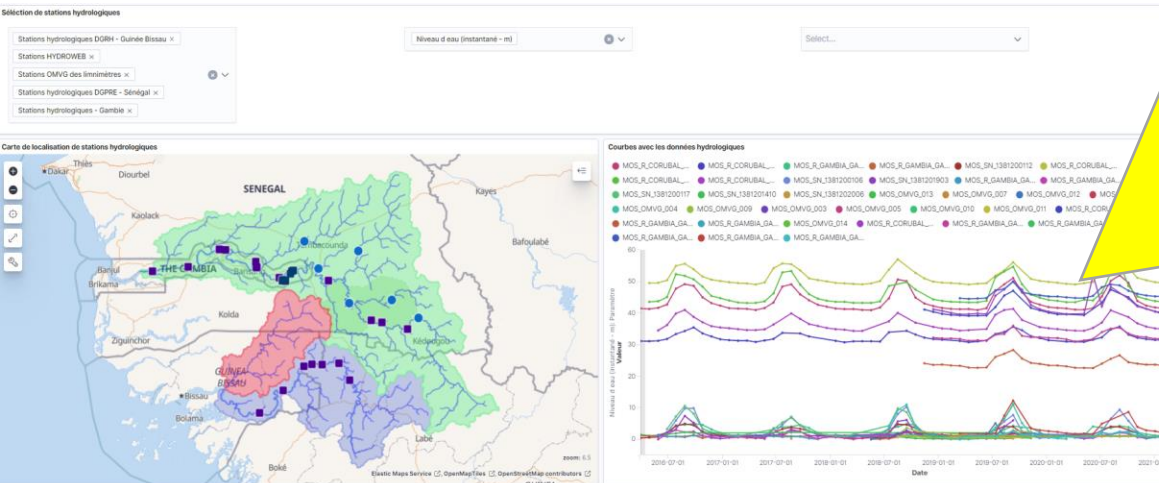 Séléction de stations hydrologiques
Stations hydrologiques DGRH - Guinée Bissau ×
Stations HYDROWEB ×
Stations OMVG des limnimètres ×
Stations hydrologiques DGPRE - Sénégal ×
Stations hydrologiques - Gambie ×
Niveau d eau (instantané - m)
Select...
Carte de localisation de stations hydrologiques
Thiès
Dakar
Diourbel
SENEGAL
Kayes
Kaolack
Bafoulabé
Banjul
THE GAMBIA
Brikama
Kolda
Ziguinchor
Kédougou
GUINEA-
BISSAU
Bissau
Bolama
Labé
Boké
zoom: 6.5
Elastic Maps Service, OpenMapTiles, OpenStreetMap contributors
Courbes avec les données hydrologiques
MOS_R_CORUBAL_... MOS_R_CORUBAL_... MOS_R_GAMBIA_GA... MOS_R_GAMBIA_GA... MOS_SN_1381200112 MOS_R_CORUBAL_...
MOS_R_CORUBAL_... MOS_R_CORUBAL_... MOS_SN_1381200106 MOS_SN_1381201903 MOS_R_GAMBIA_GA... MOS_R_GAMBIA_GA...
MOS_SN_1381200117 MOS_SN_1381201410 MOS_SN_1381202006 MOS_OMVG_013 MOS_OMVG_007 MOS_OMVG_012
MOS_OMVG_004 MOS_OMVG_009 MOS_OMVG_003 MOS_OMVG_005 MOS_OMVG_010 MOS_OMVG_011
MOS_R_GAMBIA_GA... MOS_R_GAMBIA_GA... MOS_OMVG_014 MOS_R_CORUBAL_... MOS_R_GAMBIA_GA... MOS_R_GAMBIA_GA
MOS_R_GAMBIA_GA... MOS_R_GAMBIA_GA... MOS_R_GAMBIA_GA...
60
50
40
30
20
10
0
Niveau d eau (instantané - m): Paramètre
Valeur
2016-07-01 2017-01-01 2017-07-01 2018-01-01 2018-07-01 2019-01-01 2019-07-01 2020-01-01 2020-07-01
Date